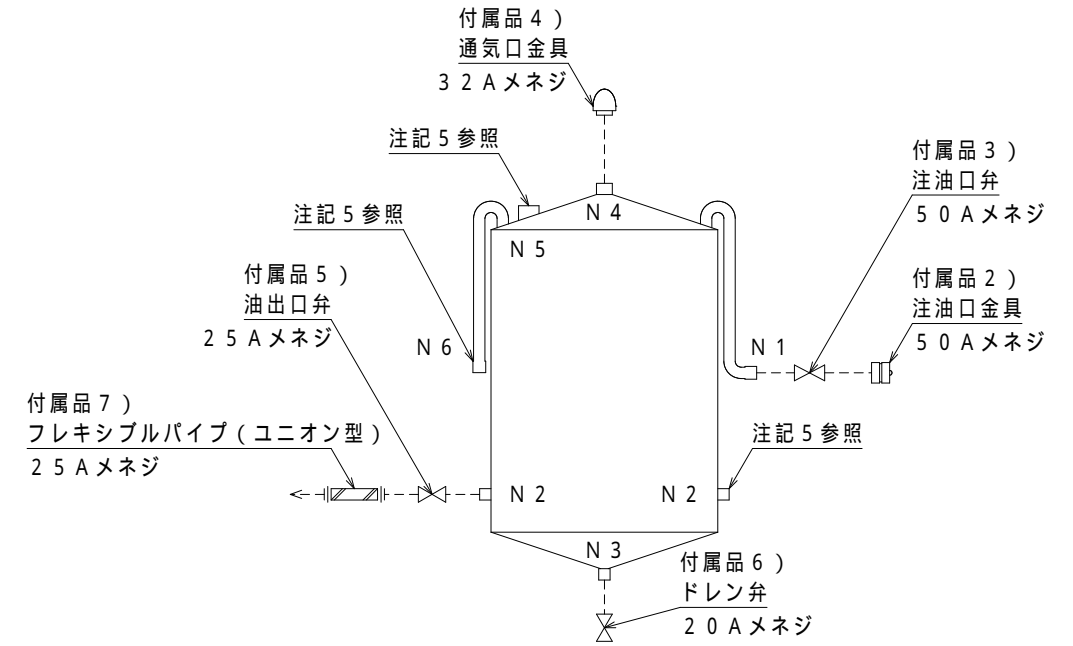 付属品４）
通気口金具
３２Ａメネジ
注記５参照
付属品３）
注油口弁
５０Ａメネジ
注記５参照
Ｎ４
Ｎ５
付属品５）
油出口弁
２５Ａメネジ
付属品２）
注油口金具
５０Ａメネジ
Ｎ６
Ｎ１
付属品７）
フレキシブルパイプ（ユニオン型）
２５Ａメネジ
注記５参照
Ｎ２
Ｎ２
Ｎ３
付属品６）
ドレン弁
２０Ａメネジ